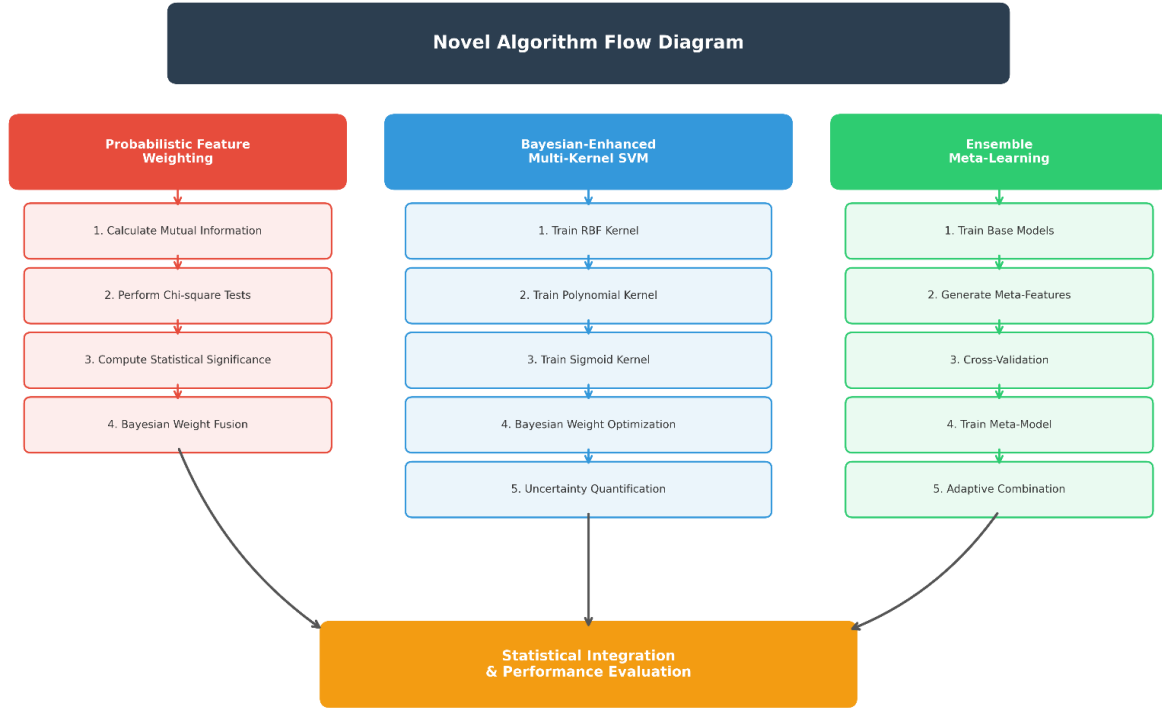 Novel Algorithm Flow Diagram
Probabilistic Feature
Weighting
1. Calculate Mutual Information
2. Perform Chi-square Tests
3. Compute Statistical Significance
4. Bayesian Weight Fusion
Bayesian-Enhanced
Multi-Kernel SVM
1. Train RBF Kernel
2. Train Polynomial Kernel
3. Train Sigmoid Kernel
4. Bayesian Weight Optimization
5. Uncertainty Quantification
Ensemble
Meta-Learning
1. Train Base Models
2. Generate Meta-Features
3. Cross-Validation
4. Train Meta-Model
5. Adaptive Combination
Statistical Integration
& Performance Evaluation